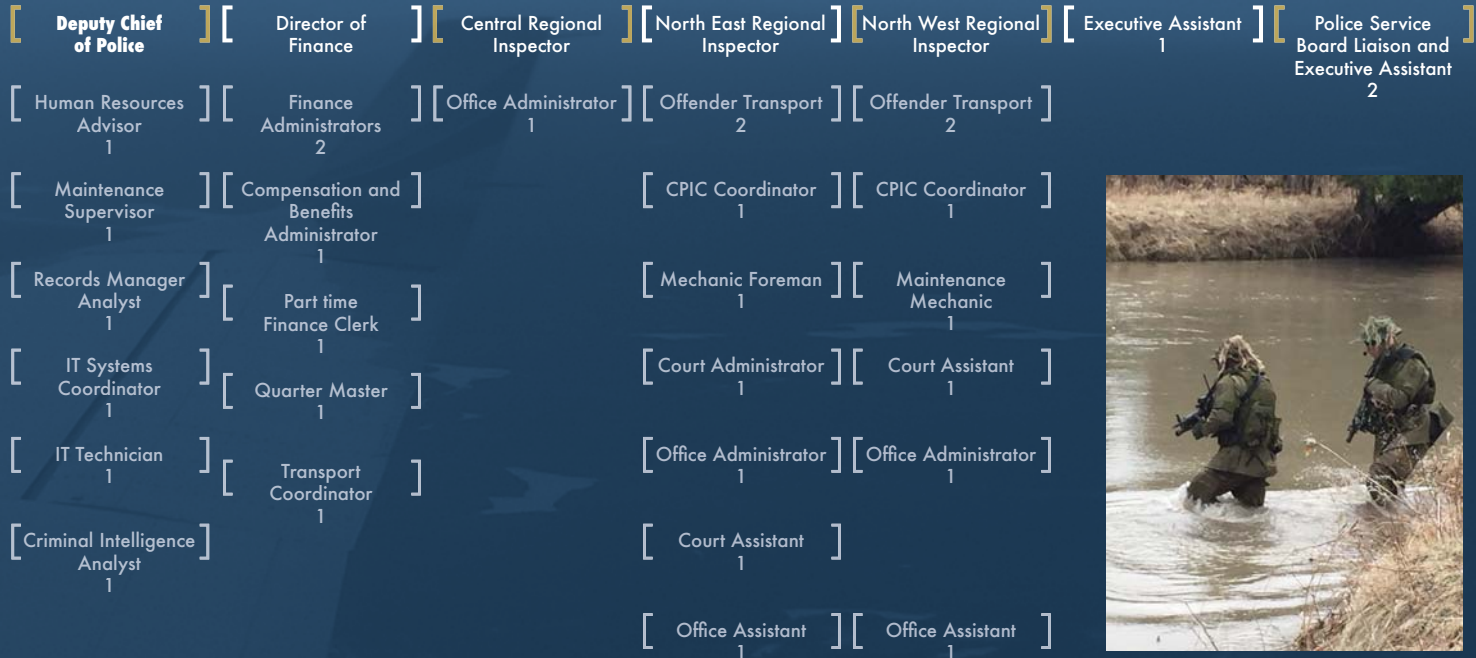 Deputy Chief
of Police
Human Resources
Advisor
1
Maintenance
Supervisor
1
Records Manager
Analyst
1
IT Systems
Coordinator
1
IT Technician
1
Criminal Intelligence
Analyst
1
Director of
Finance
Finance
Administrators
2
Compensation and
Benefits
Administrator
1
Part time
Finance Clerk
1
Quarter Master
1
Transport
Coordinator
1
Central Regional
Inspector
Office Administrator
1
North East Regional
Inspector
Offender Transport
2
CPIC Coordinator
1
Mechanic Foreman
1
Court Administrator
1
Office Administrator
1
Court Assistant
1
Office Assistant
1
North West Regional
Inspector
Offender Transport
2
CPIC Coordinator
1
Maintenance
Mechanic
1
Court Assistant
1
Office Administrator
1
Office Assistant
1
Executive Assistant
1
Police Service
Board Liaison and
Executive Assistant
2